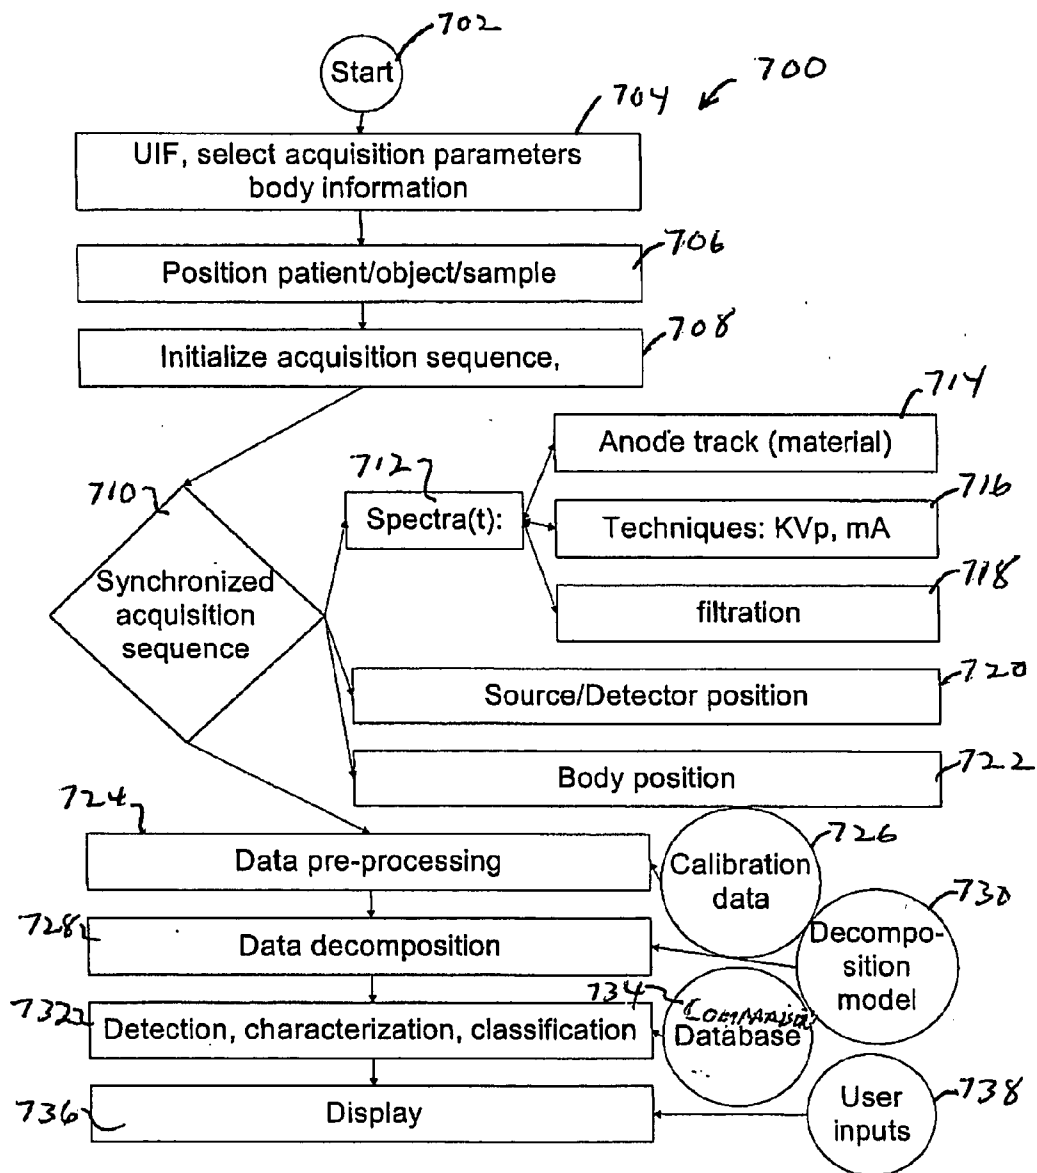 702
Start
700
704
UIF, select acquisition parameters
body information
706
Position patient/object/sample
708
Initialize acquisition sequence,
714
Anode track (material)
712
Spectra(t):
710
716
Techniques: KVp, mA
Synchronized
acquisition
sequence
718
filtration
720
Source/Detector position
722
Body position
724
Data pre-processing
726
Calibration
data
728
Data decomposition
730
Decompo-
sition
model
732
Detection, characterization, classification
734
COMPARISON
Database
...
736
Display
738
User
inputs